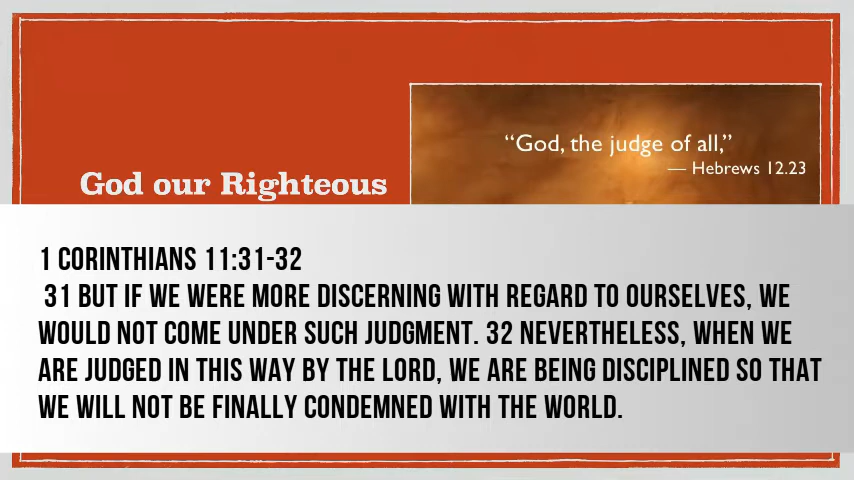 “God, the judge of all,”
— Hebrews 12.23
God our Righteous
1 CORINTHIANS 11:31-32
31 BUT IF WE WERE MORE DISCERNING WITH REGARD TO OURSELVES, WE
WOULD NOT COME UNDER SUCH JUDGMENT. 32 NEVERTHELESS, WHEN WE
ARE JUDGED IN THIS WAY BY THE LORD, WE ARE BEING DISCIPLINED SO THAT
WE WILL NOT BE FINALLY CONDEMNED WITH THE WORLD.